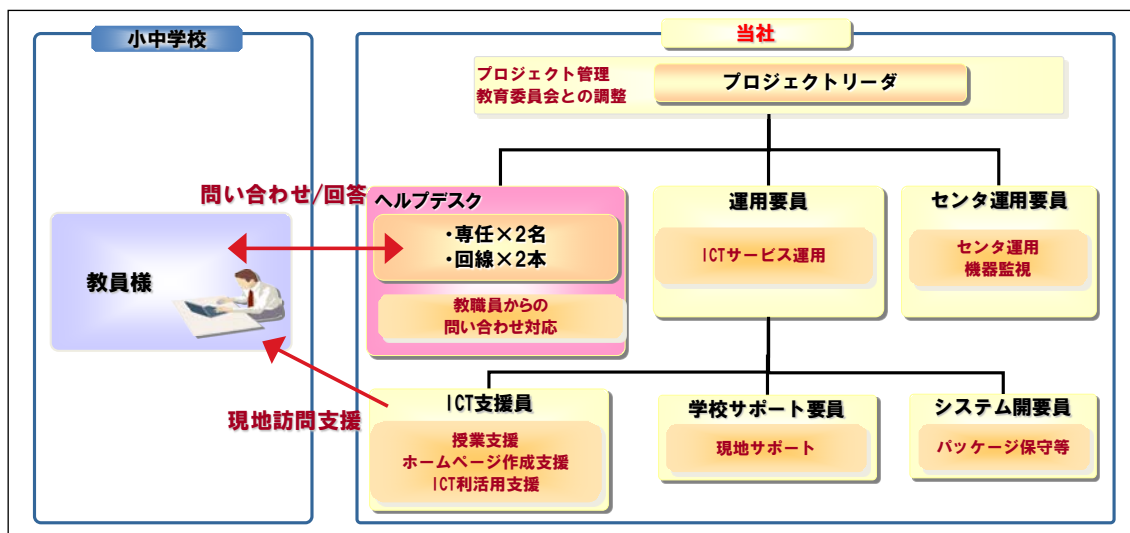 小中学校
当社
プロジェクト管理
教育委員会との調整
プロジェクトリーダ
問い合わせ/回答
教員様
ヘルプデスク
・専任×2名
・回線×2本
教職員からの
問い合わせ対応
運用要員
ICTサービス運用
センタ運用要員
センタ運用
機器監視
現地訪問支援
ICT支援員
授業支援
ホームページ作成支援
ICT利活用支援
学校サポート要員
現地サポート
システム開要員
パッケージ保守等